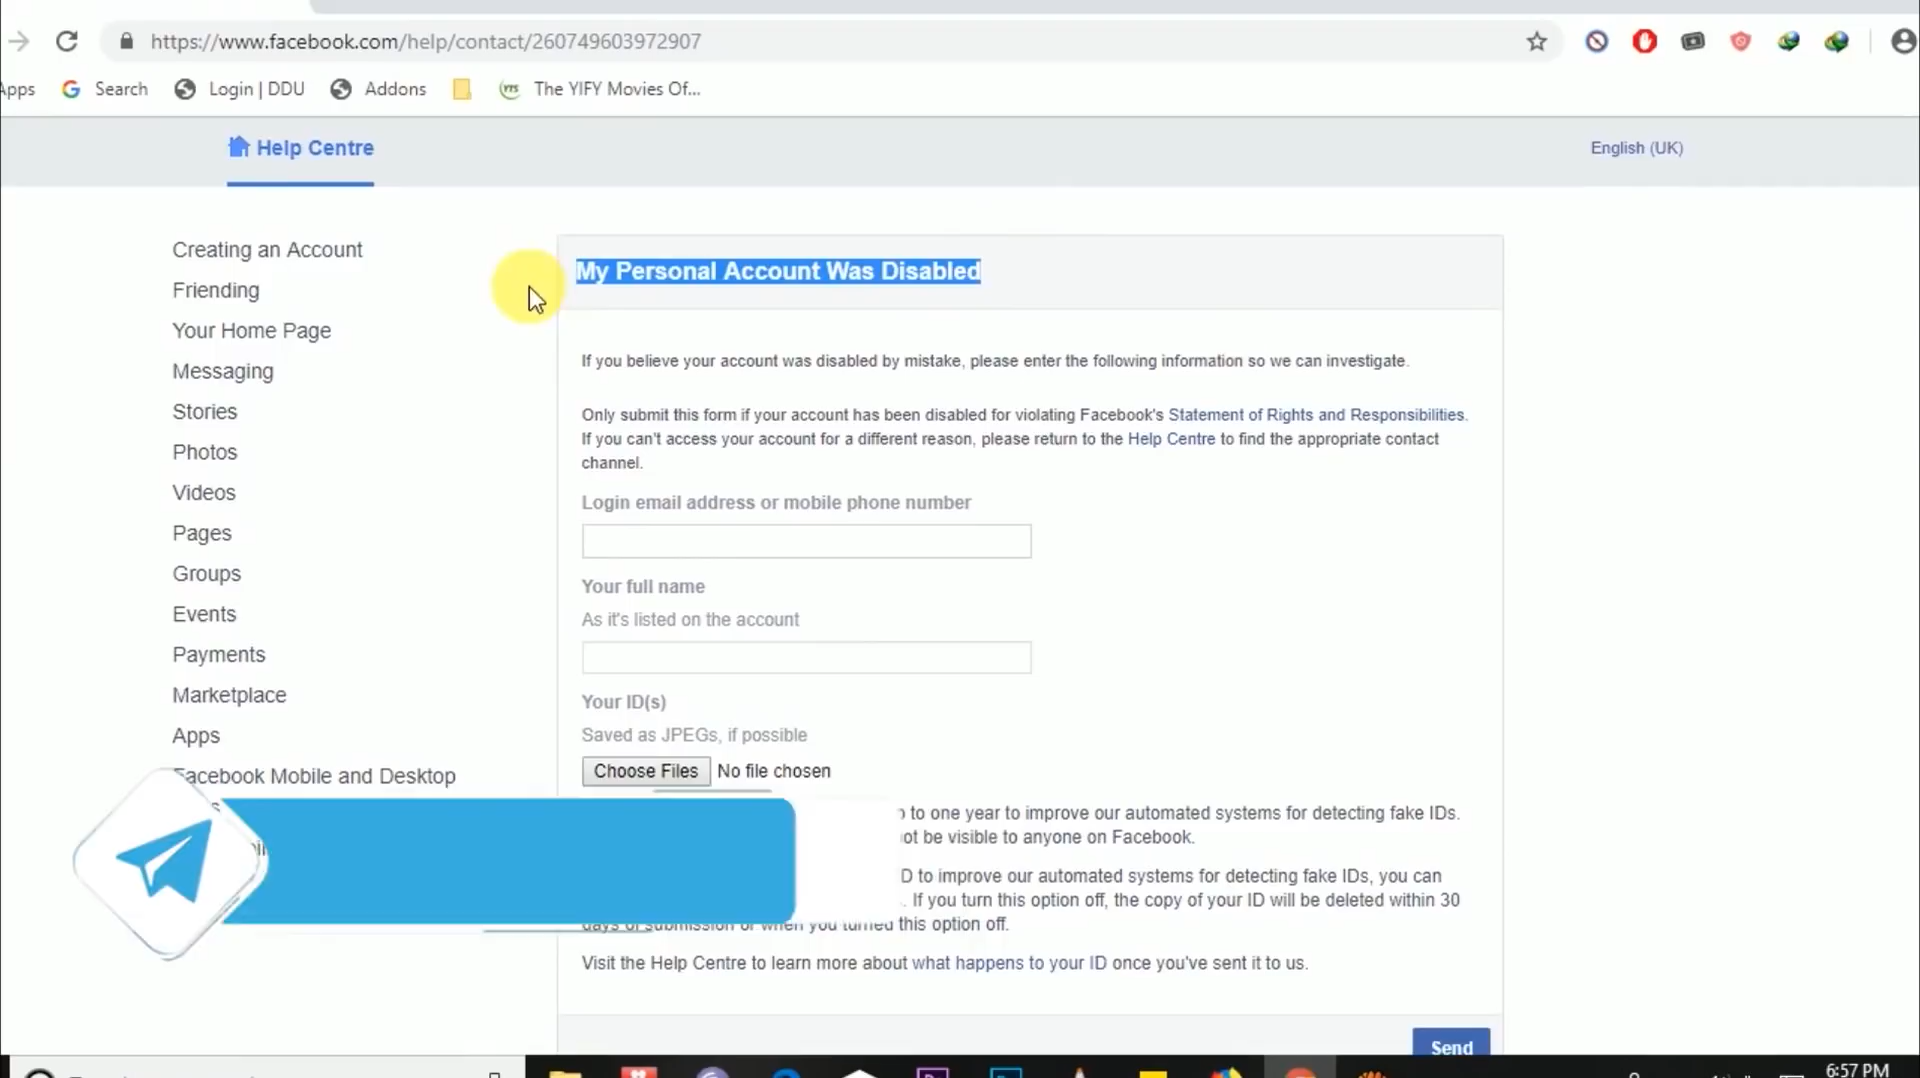 https://www.facebook.com/help/contact/260749603972907
Apps Search Login | DDU Addons The YIFY Movies Of...
Help Centre
English (UK)
Creating an Account
Friending
Your Home Page
Messaging
Stories
Photos
Videos
Pages
Groups
Events
Payments
Marketplace
Apps
Facebook Mobile and Desktop
My Personal Account Was Disabled
If you believe your account was disabled by mistake, please enter the following information so we can investigate.
Only submit this form if your account has been disabled for violating Facebook's Statement of Rights and Responsibilities.
If you can't access your account for a different reason, please return to the Help Centre to find the appropriate contact
channel.
Login email address or mobile phone number
Your full name
As it's listed on the account
Your ID(s)
Saved as JPEGs, if possible
Choose Files No file chosen
to one year to improve our automated systems for detecting fake IDs.
be visible to anyone on Facebook.
to improve our automated systems for detecting fake IDs, you can
. If you turn this option off, the copy of your ID will be deleted within 30
days of submission or when you turned this option off.
Visit the Help Centre to learn more about what happens to your ID once you've sent it to us.
Send
6:57 PM